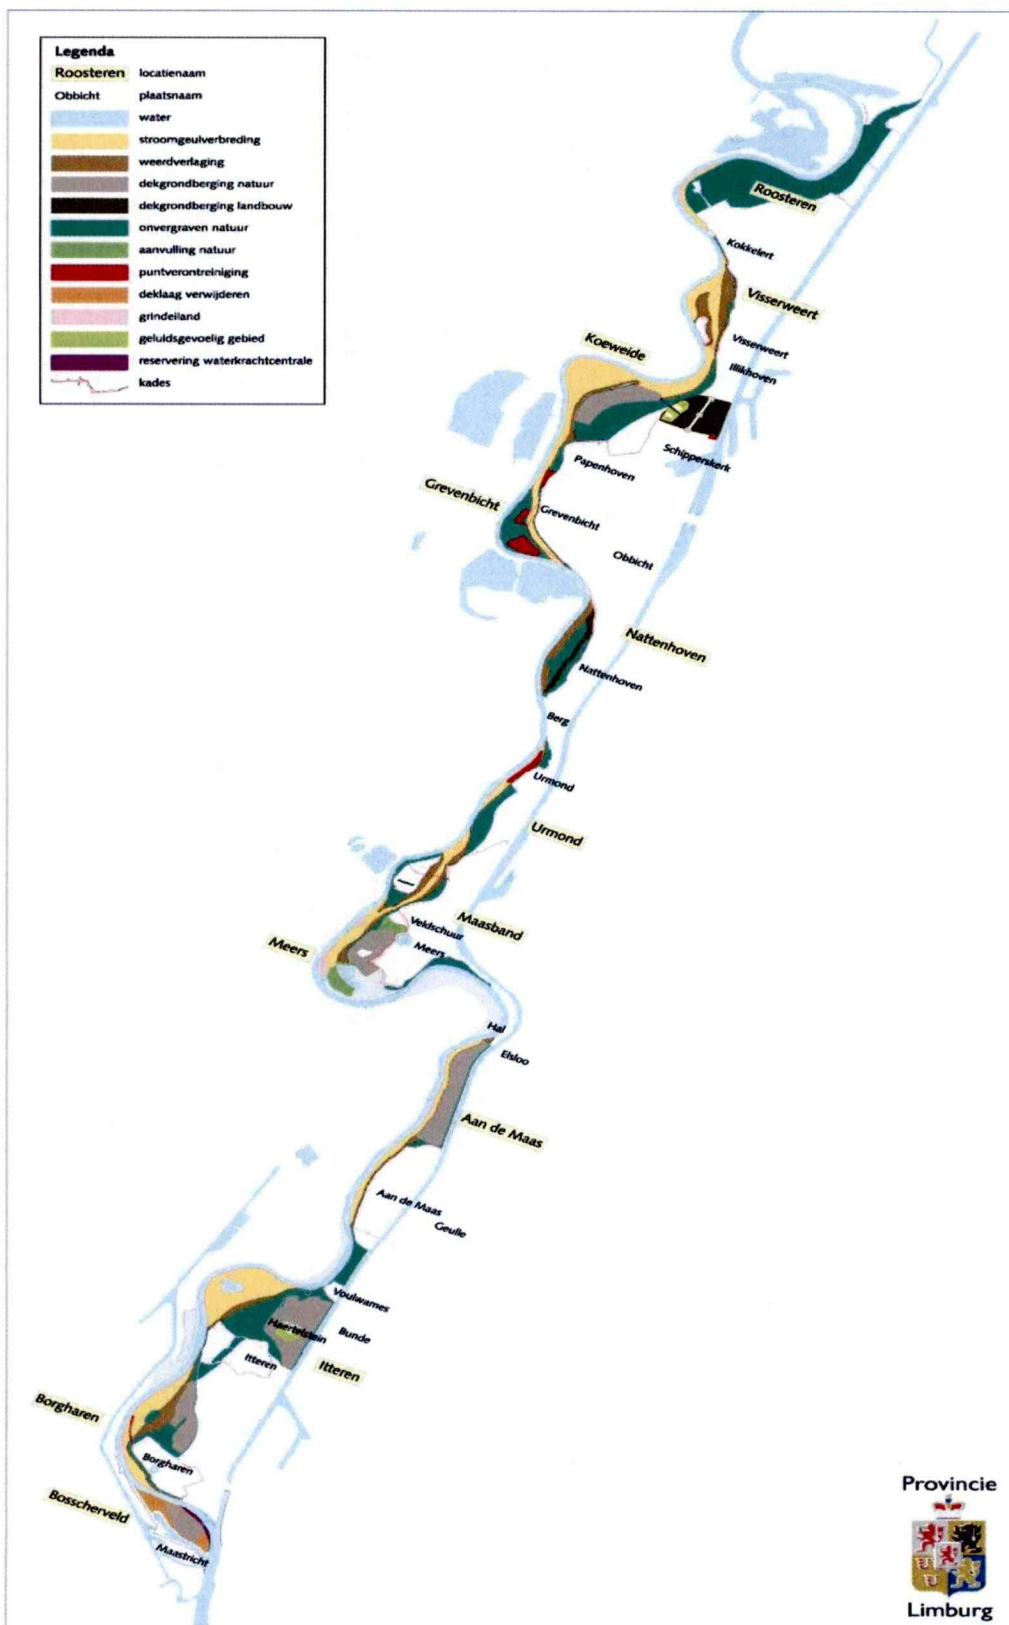 Legenda
Roosteren locatienaam
Obbicht plaatsnaam
water
stroomgeulverbreding
weerdverlaging
dekgrondberging natuur
dekgrondberging landbouw
onvergraven natuur
aanvulling natuur
puntverontreiniging
deklaag verwijderen
grindeiland
geluidsgevoelig gebied
reservering waterkrachtcentrale
kades
Roosteren
Kokkelert
Visserweert
Visserweert
Koeweide
Illikhoven
Schipperskerk
Papenhoven
Grevenbicht
Grevenbicht
Obbicht
Nattenhoven
Nattenhoven
Berg
Urmond
Urmond
Maasband
Veldschuur
Meers
Meers
Hal
Elsloo
Aan de Maas
Aan de Maas
Geulle
Voulwames
Haertelstein
Bunde
Itteren
Itteren
Borgharen
Borgharen
Bosscherveld
Maastricht
Provincie
Limburg